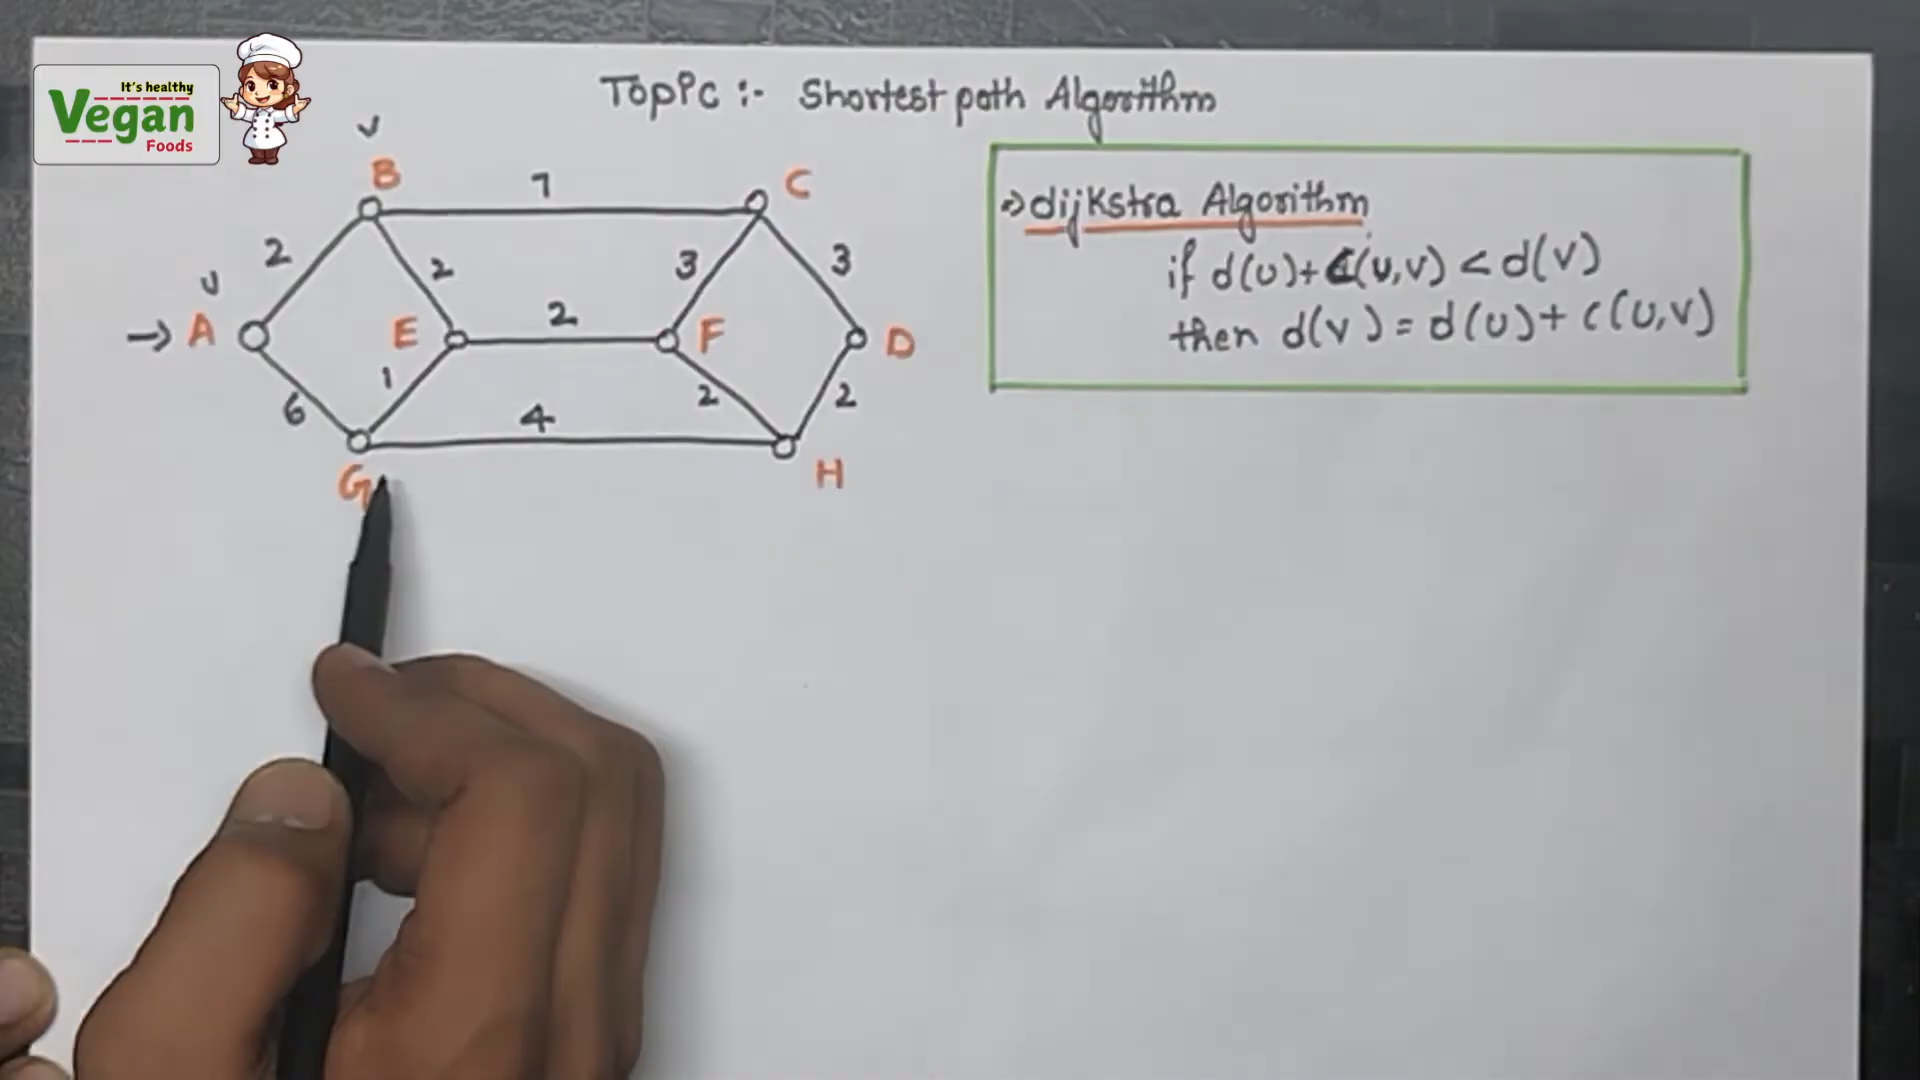 It's healthy
Vegan
Foods
Topic :- Shortest path Algorithm
v
B
7
C
2
v
2
3
3
→ A
E
2
F
D
6
1
4
2
2
G
H
→ dijkstra Algorithm
if d(u)+c(u,v) < d(v)
then d(v) = d(u)+ c(u,v)